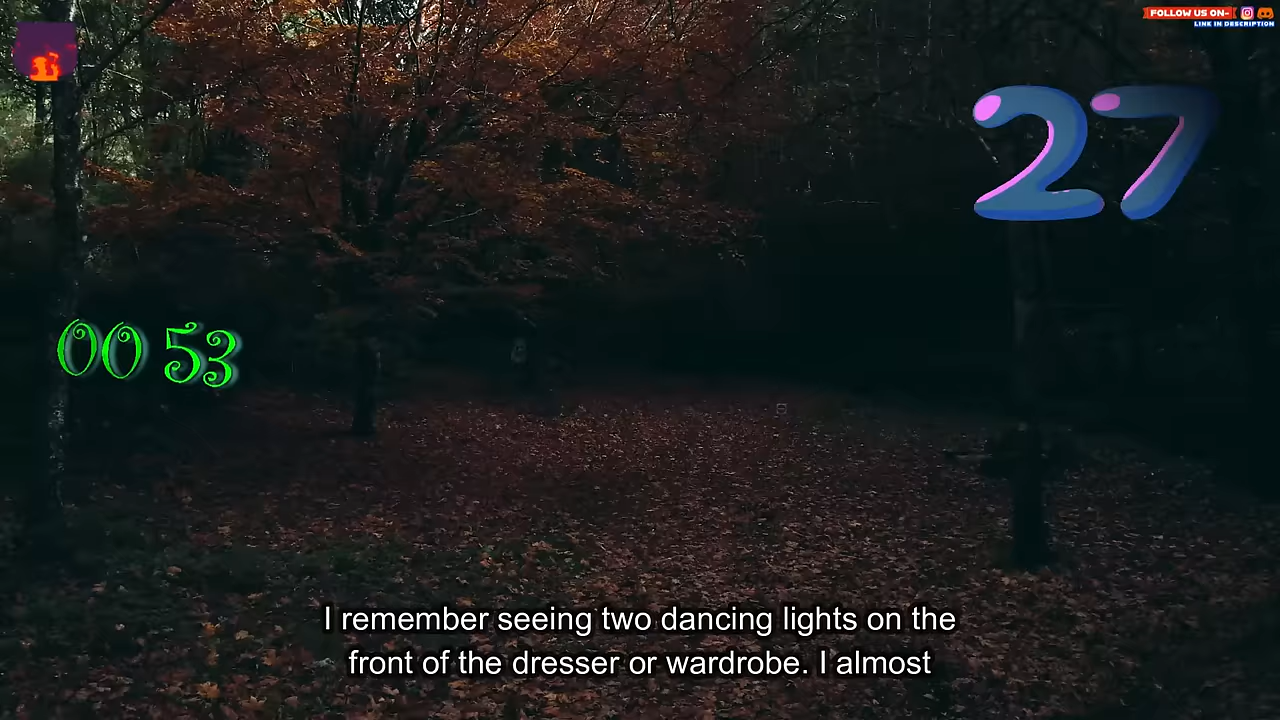 FOLLOW US ON-
LINK IN DESCRIPTION
27
00 53
I remember seeing two dancing lights on the
front of the dresser or wardrobe. I almost